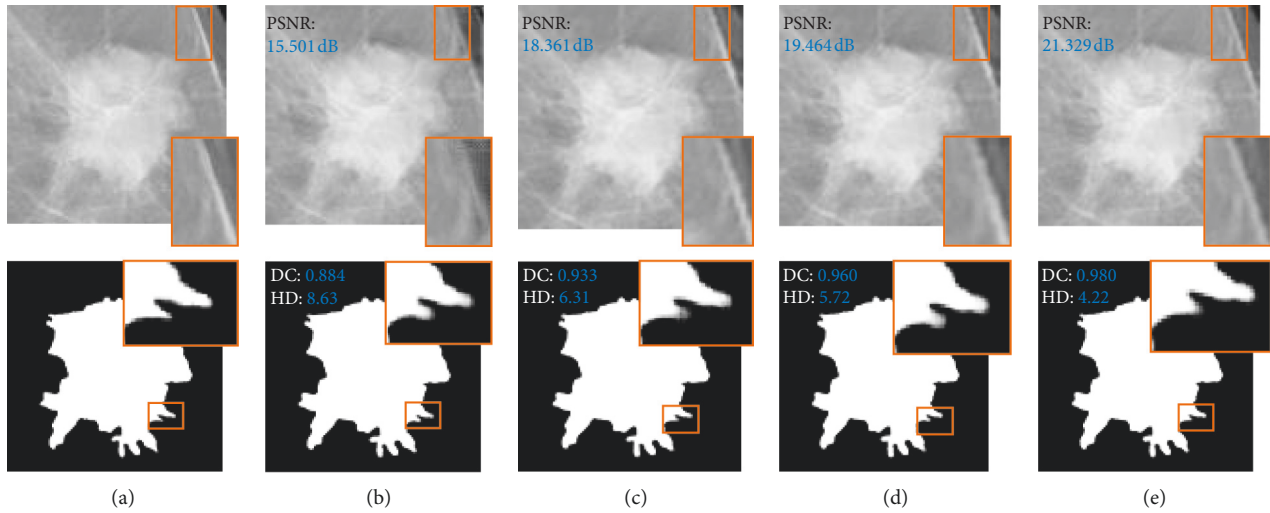 PSNR:
15.501 dB
PSNR:
18.361 dB
PSNR:
19.464 dB
PSNR:
21.329 dB
DC: 0.884
HD: 8.63
DC: 0.933
HD: 6.31
DC: 0.960
HD: 5.72
DC: 0.980
HD: 4.22
(a)
(b)
(c)
(d)
(e)